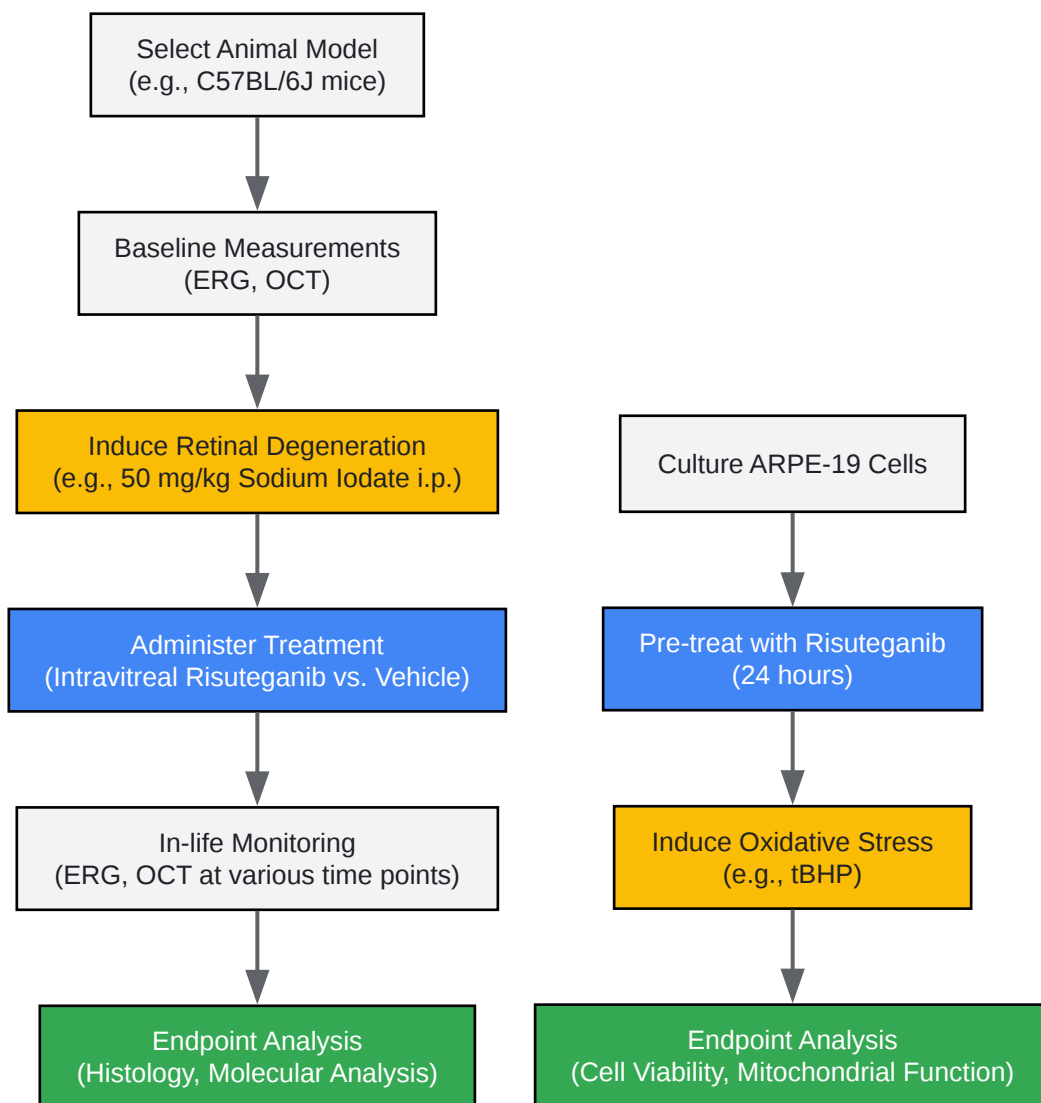 Select Animal Model
(e.g., C57BL/6J mice)
Baseline Measurements
(ERG, OCT)
Induce Retinal Degeneration
(e.g., 50 mg/kg Sodium Iodate i.p.)
Administer Treatment
(Intravitreal Risuteganib vs. Vehicle)
In-life Monitoring
(ERG, OCT at various time points)
Endpoint Analysis
(Histology, Molecular Analysis)
Culture ARPE-19 Cells
Pre-treat with Risuteganib
(24 hours)
Induce Oxidative Stress
(e.g., tBHP)
Endpoint Analysis
(Cell Viability, Mitochondrial Function)